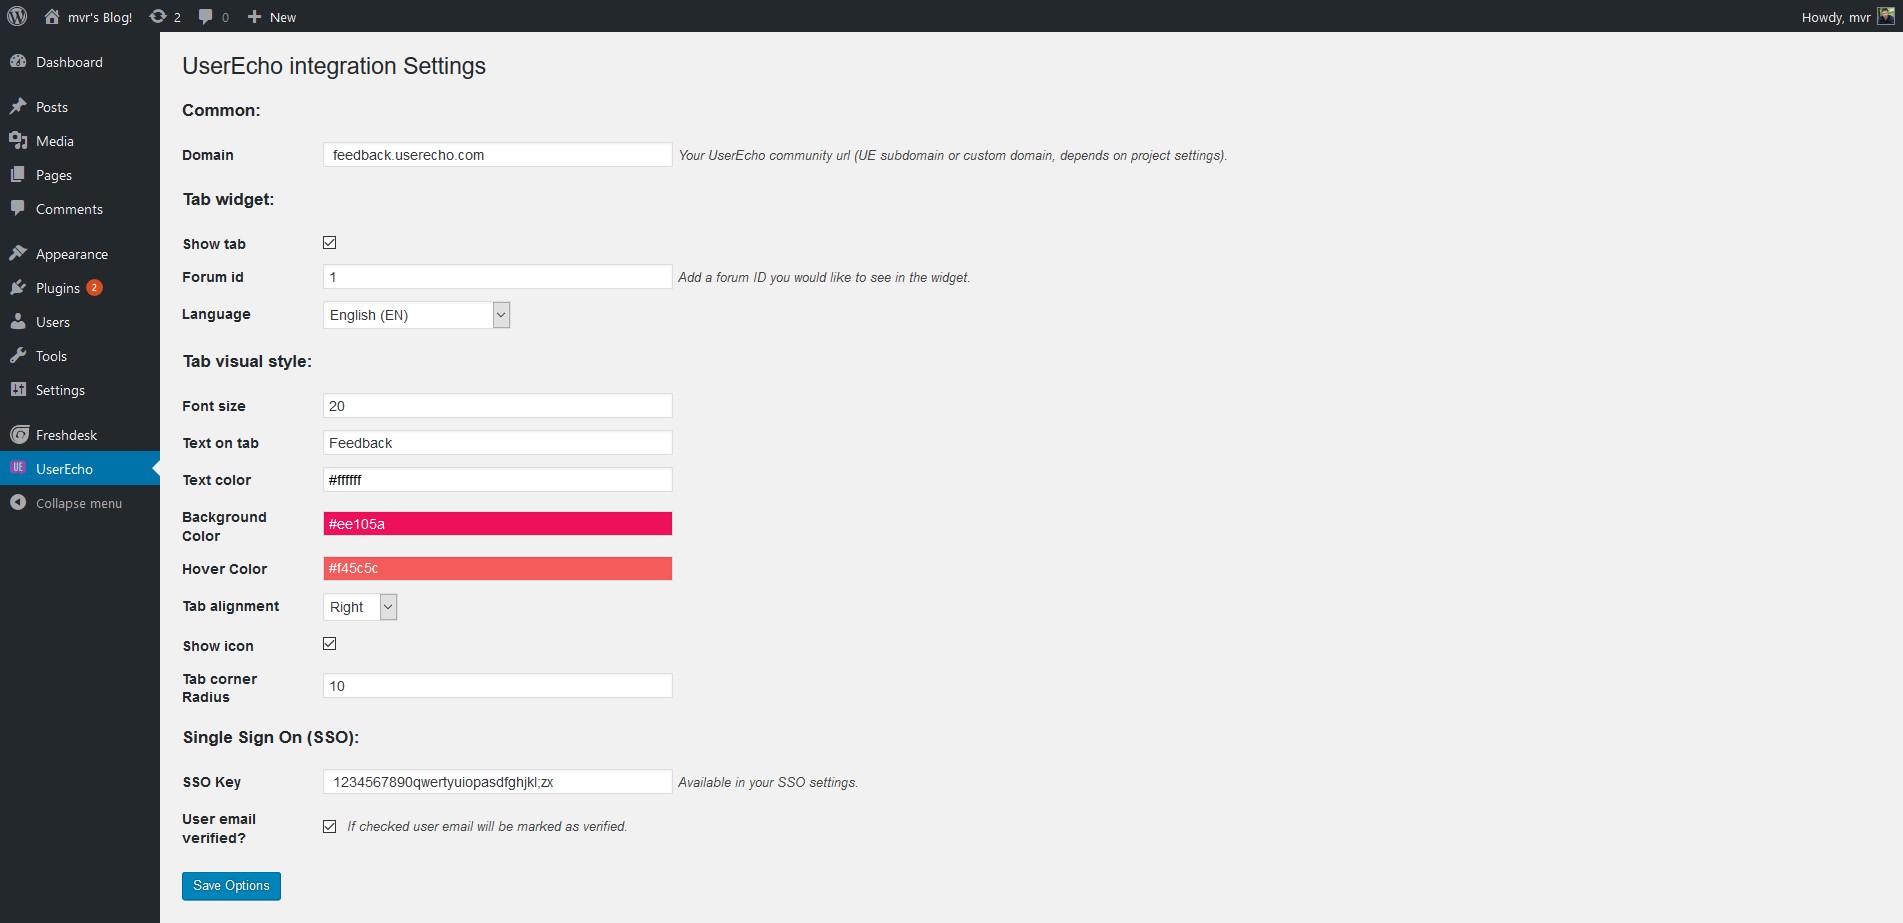 mvr's Blog! 2 0 New Howdy, mvr
Dashboard
Posts
Media
Pages
Comments
Appearance
Plugins 2
Users
Tools
Settings
Freshdesk
UE UserEcho
Collapse menu
UserEcho integration Settings
Common:
Domain feedback.userecho.com Your UserEcho community url (UE subdomain or custom domain, depends on project settings).
Tab widget:
Show tab
Forum id 1 Add a forum ID you would like to see in the widget.
Language English (EN)
Tab visual style:
Font size 20
Text on tab Feedback
Text color #ffffff
Background
Color #ee105a
Hover Color #f45c5c
Tab alignment Right
Show icon
Tab corner
Radius 10
Single Sign On (SSO):
SSO Key 1234567890qwertyuiopasdfghjkl;zx Available in your SSO settings.
User email
verified? If checked user email will be marked as verified.
Save Options